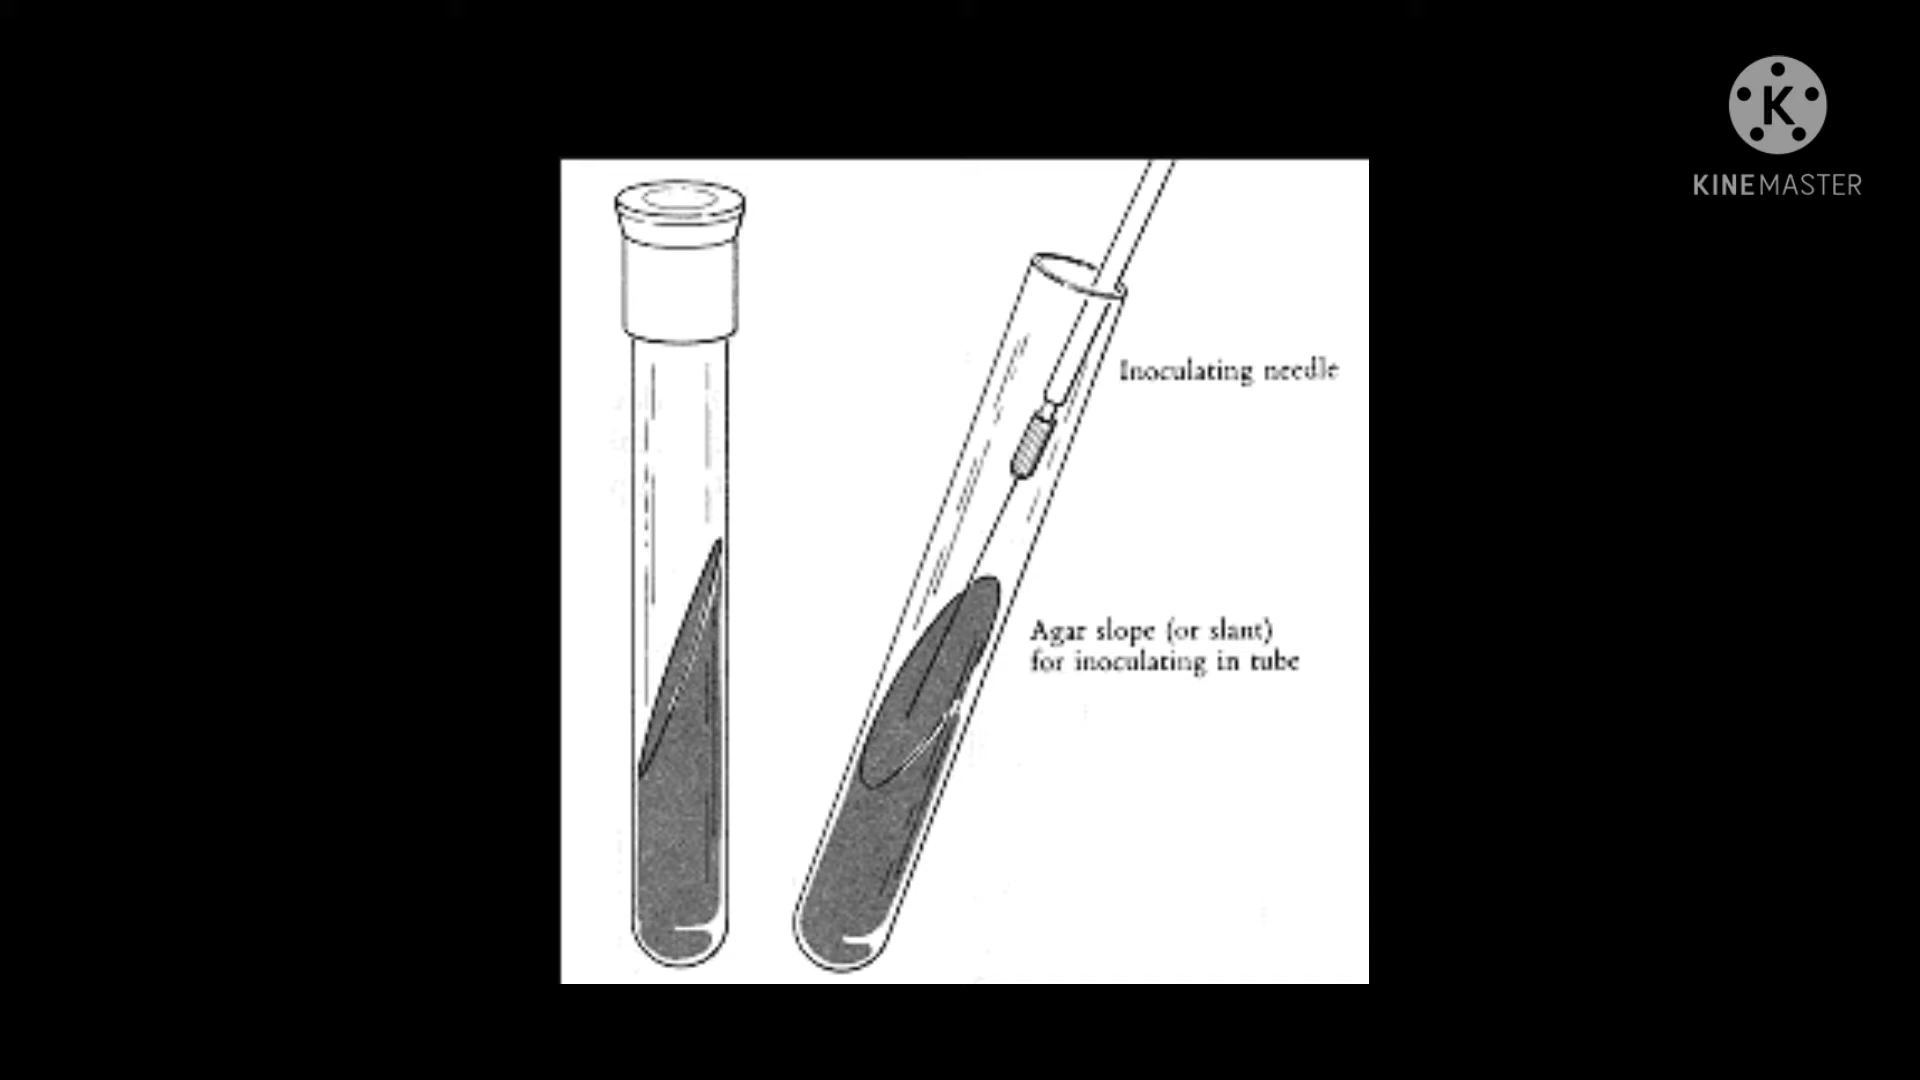 K
KINEMASTER
Inoculating needle
Agar slope (or slant)
for inoculating in tube